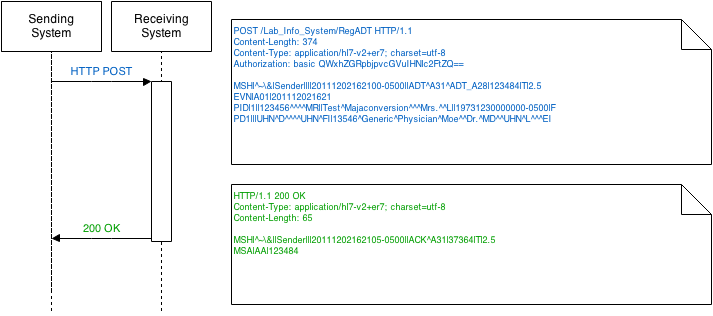 Sending
System
Receiving
System
HTTP POST
200 OK
POST /Lab_Info_System/RegADT HTTP/1.1
Content-Length: 374
Content-Type: application/hl7-v2+er7; charset=utf-8
Authorization: basic QWxhZGRpbjpvcGVuIHNlc2FtZQ==
MSH|^~\&|Sender|||20111202162100-0500||ADT^A31^ADT_A28|123484|T|2.5
EVN|A01|201112021621
PID|1||123456^^^^MR||Test^Majaconversion^^^Mrs.^^L||19731230000000-0500|F
PD1|||UHN^D^^^^UHN^FI|13546^Generic^Physician^Moe^^Dr.^MD^^UHN^L^^^EI
HTTP/1.1 200 OK
Content-Type: application/hl7-v2+er7; charset=utf-8
Content-Length: 65
MSH|^~\&||Sender|||20111202162105-0500||ACK^A31|37364|T|2.5
MSA|AA|123484